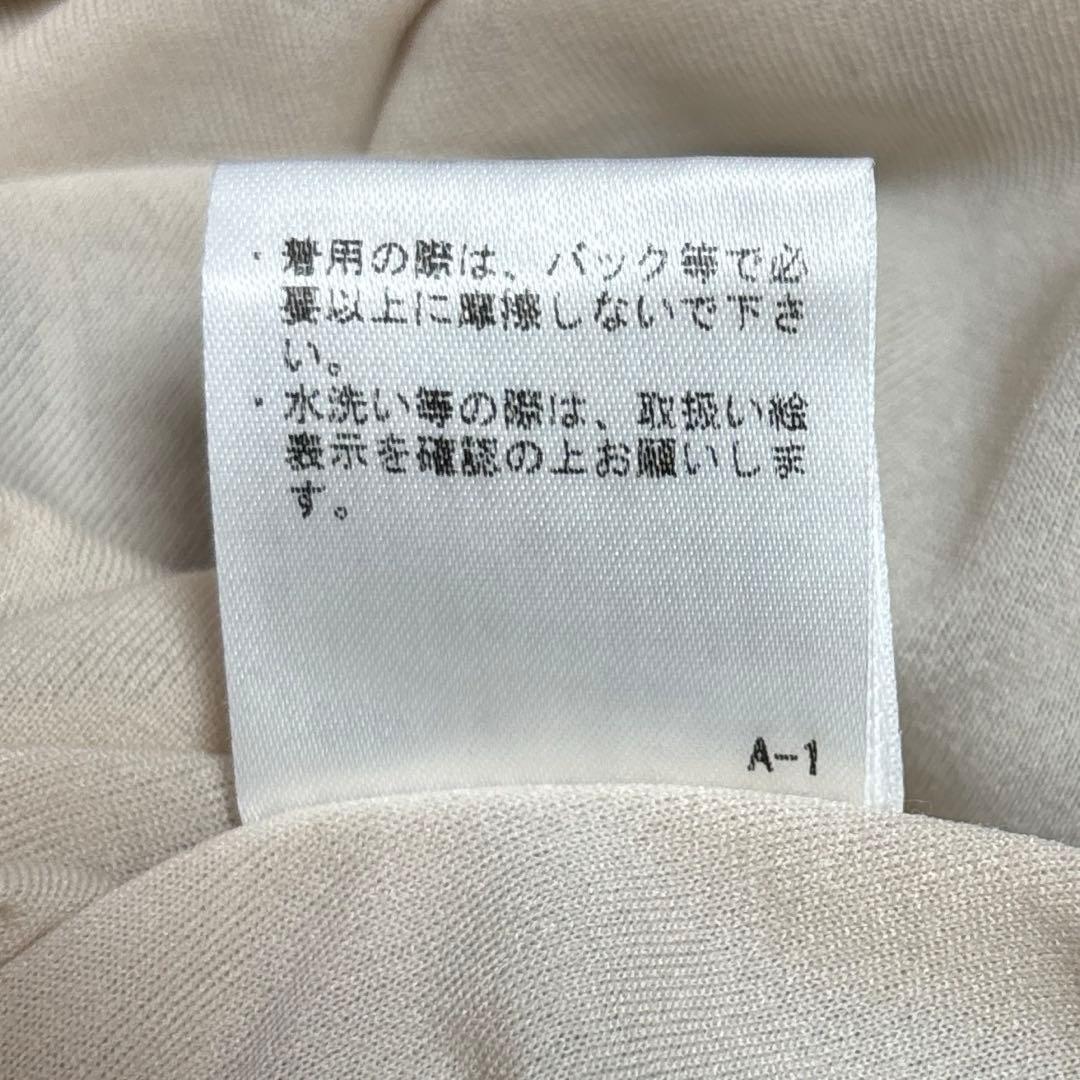 ・着用の際は、バック等で必
要以上に摩擦しないで下さ
い。
・水洗い等の際は、取扱い絵
表示を確認の上お願いしま
す。
A-1